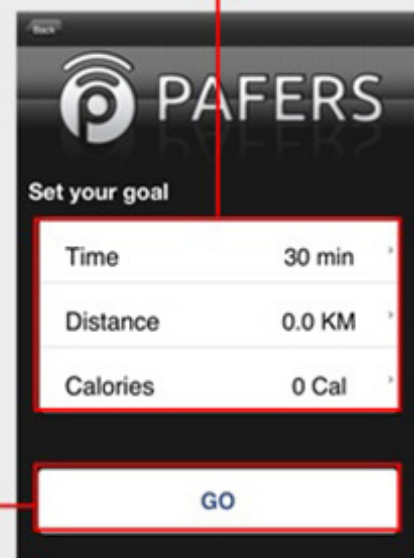 Back
PAFERS
Set your goal
Time 30 min
Distance 0.0 KM
Calories 0 Cal
GO